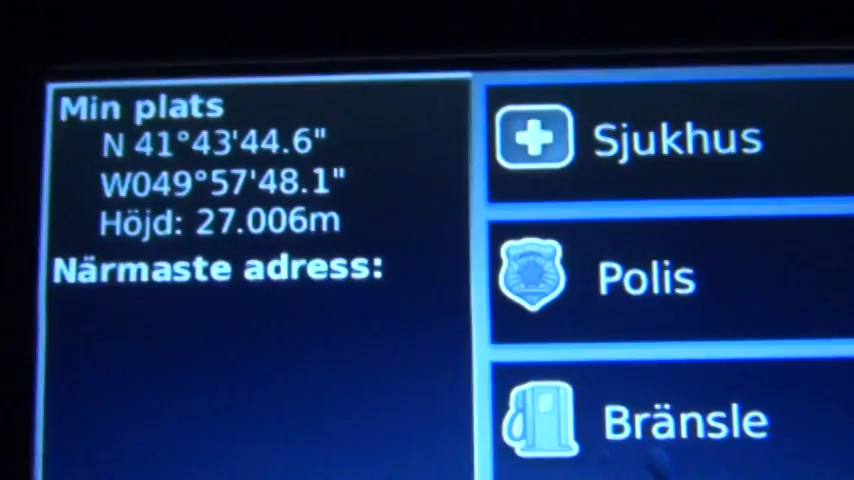 Min plats
N 41°43'44.6"
W049°57'48.1"
Höjd: 27.006m
Närmaste adress:
Sjukhus
Polis
Bränsle